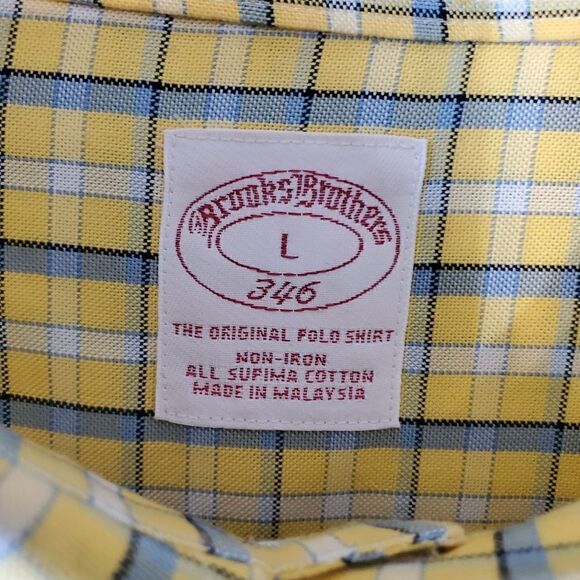 Brooks Brothers
L
346
THE ORIGINAL POLO SHIRT
NON-IRON
ALL SUPIMA COTTON
MADE IN MALAYSIA